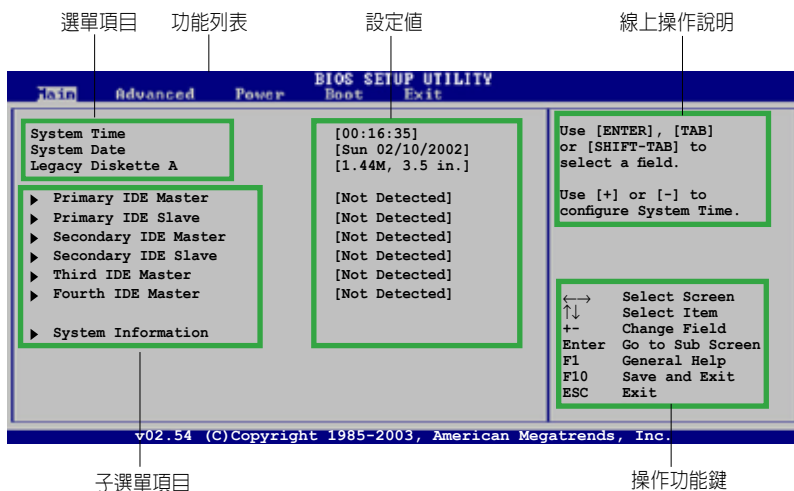 選單項目 功能列表 設定值 線上操作說明
BIOS SETUP UTILITY
Main Advanced Power Boot Exit
System Time [00:16:35]
System Date [Sun 02/10/2002]
Legacy Diskette A [1.44M, 3.5 in.]
Primary IDE Master [Not Detected]
Primary IDE Slave [Not Detected]
Secondary IDE Master [Not Detected]
Secondary IDE Slave [Not Detected]
Third IDE Master [Not Detected]
Fourth IDE Master [Not Detected]
System Information
Use [ENTER], [TAB]
or [SHIFT-TAB] to
select a field.
Use [+] or [-] to
configure System Time.
←→ Select Screen
↑↓ Select Item
+- Change Field
Enter Go to Sub Screen
F1 General Help
F10 Save and Exit
ESC Exit
v02.54 (C)Copyright 1985-2003, American Megatrends, Inc.
子選單項目 操作功能鍵